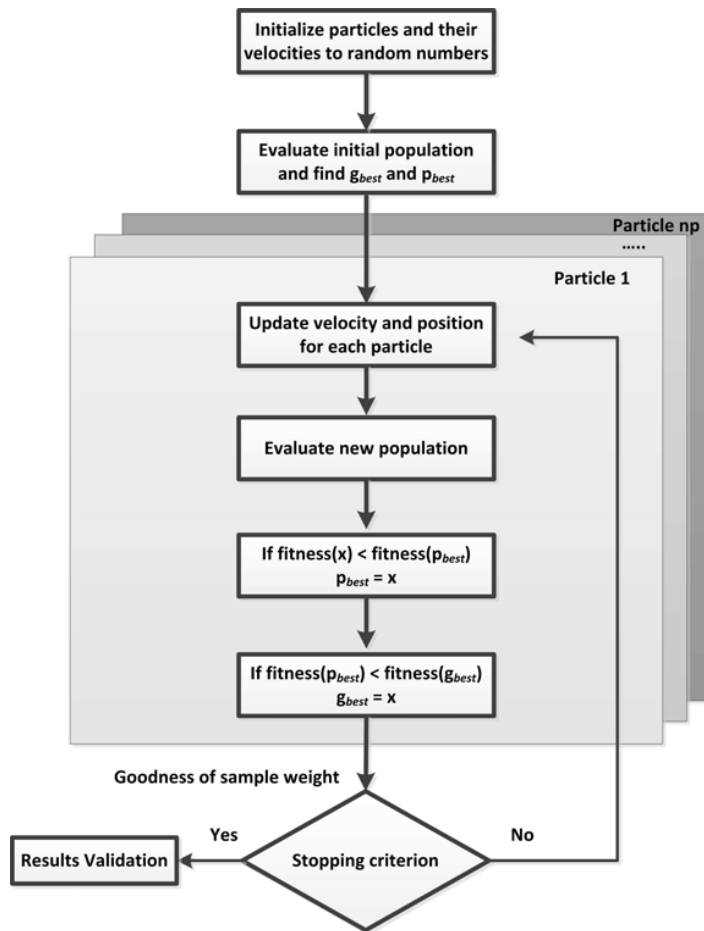 Initialize particles and their
velocities to random numbers
Evaluate initial population
and find gbest and pbest
Particle np
.....
Particle 1
Update velocity and position
for each particle
Evaluate new population
If fitness(x) < fitness(pbest)
pbest = x
If fitness(pbest) < fitness(gbest)
gbest = x
Goodness of sample weight
Yes
No
Results Validation
Stopping criterion